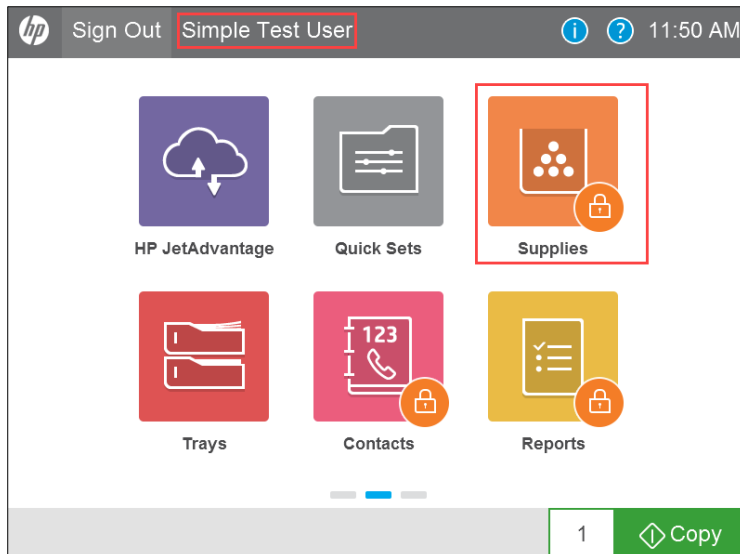 hp Sign Out Simple Test User i ? 11:50 AM
HP JetAdvantage Quick Sets Supplies
123
Trays Contacts Reports
1 Copy